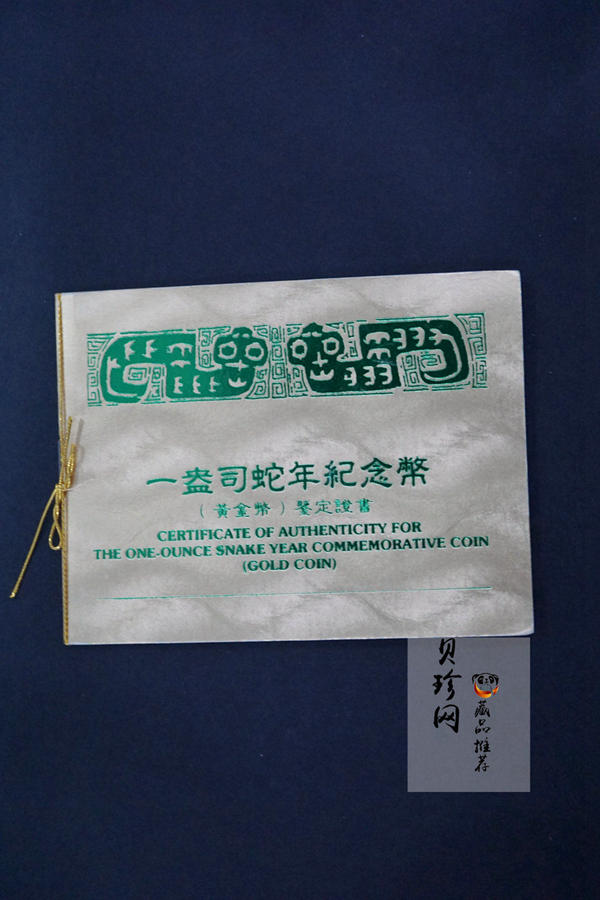 一盎司蛇年紀念幣
（黃金幣）鑒定證書
CERTIFICATE OF AUTHENTICITY FOR
THE ONE-OUNCE SNAKE YEAR COMMEMORATIVE COIN
(GOLD COIN)
贝珍网
藏品推荐